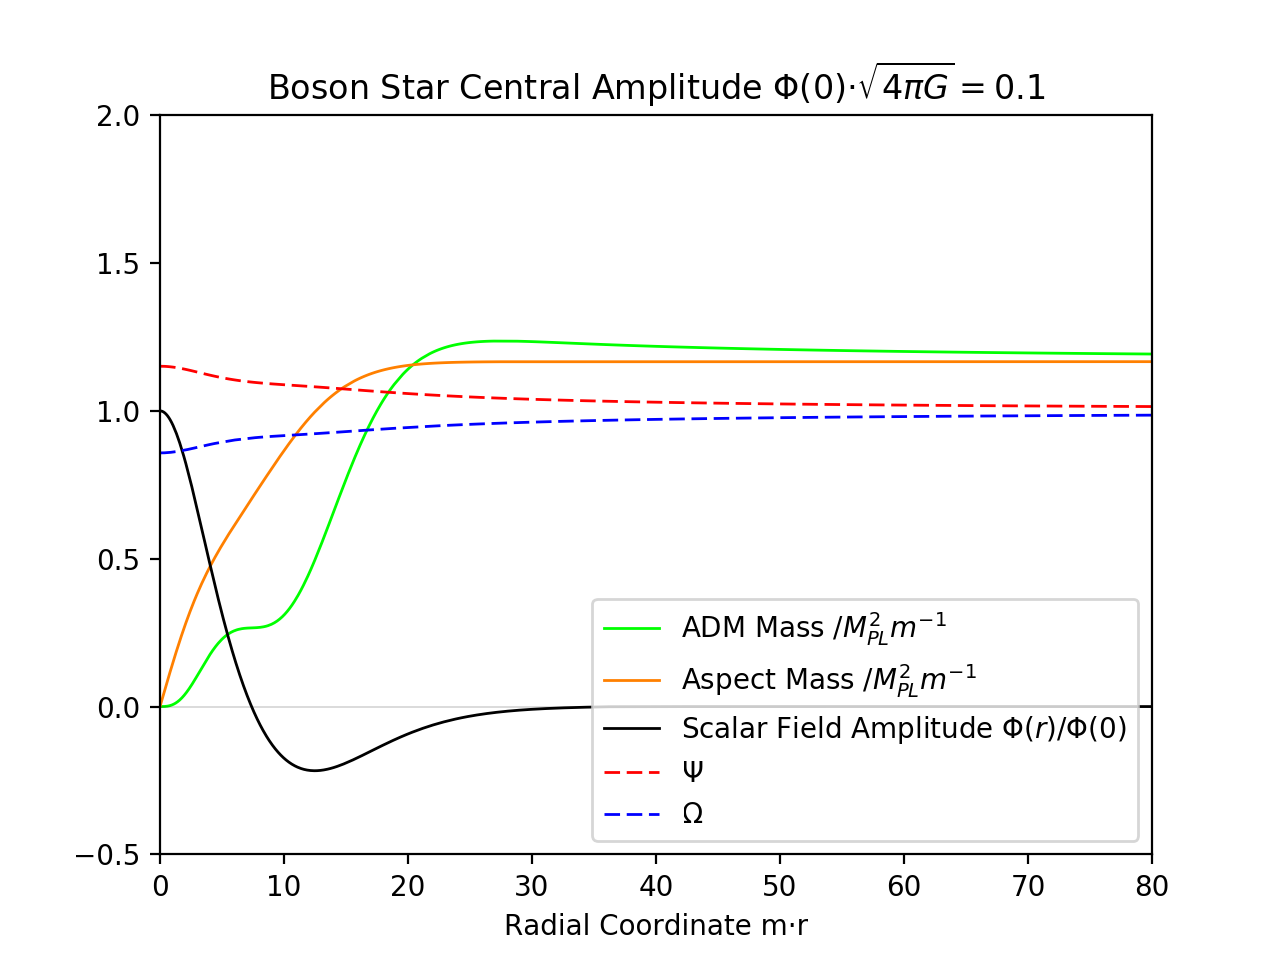 Boson Star Central Amplitude Φ(0)·√4πG = 0.1
2.0
1.5
1.0
0.5
0.0
−0.5
ADM Mass /M²_PL m⁻¹
Aspect Mass /M²_PL m⁻¹
Scalar Field Amplitude Φ(r)/Φ(0)
Ψ
Ω
0 10 20 30 40 50 60 70 80
Radial Coordinate m·r